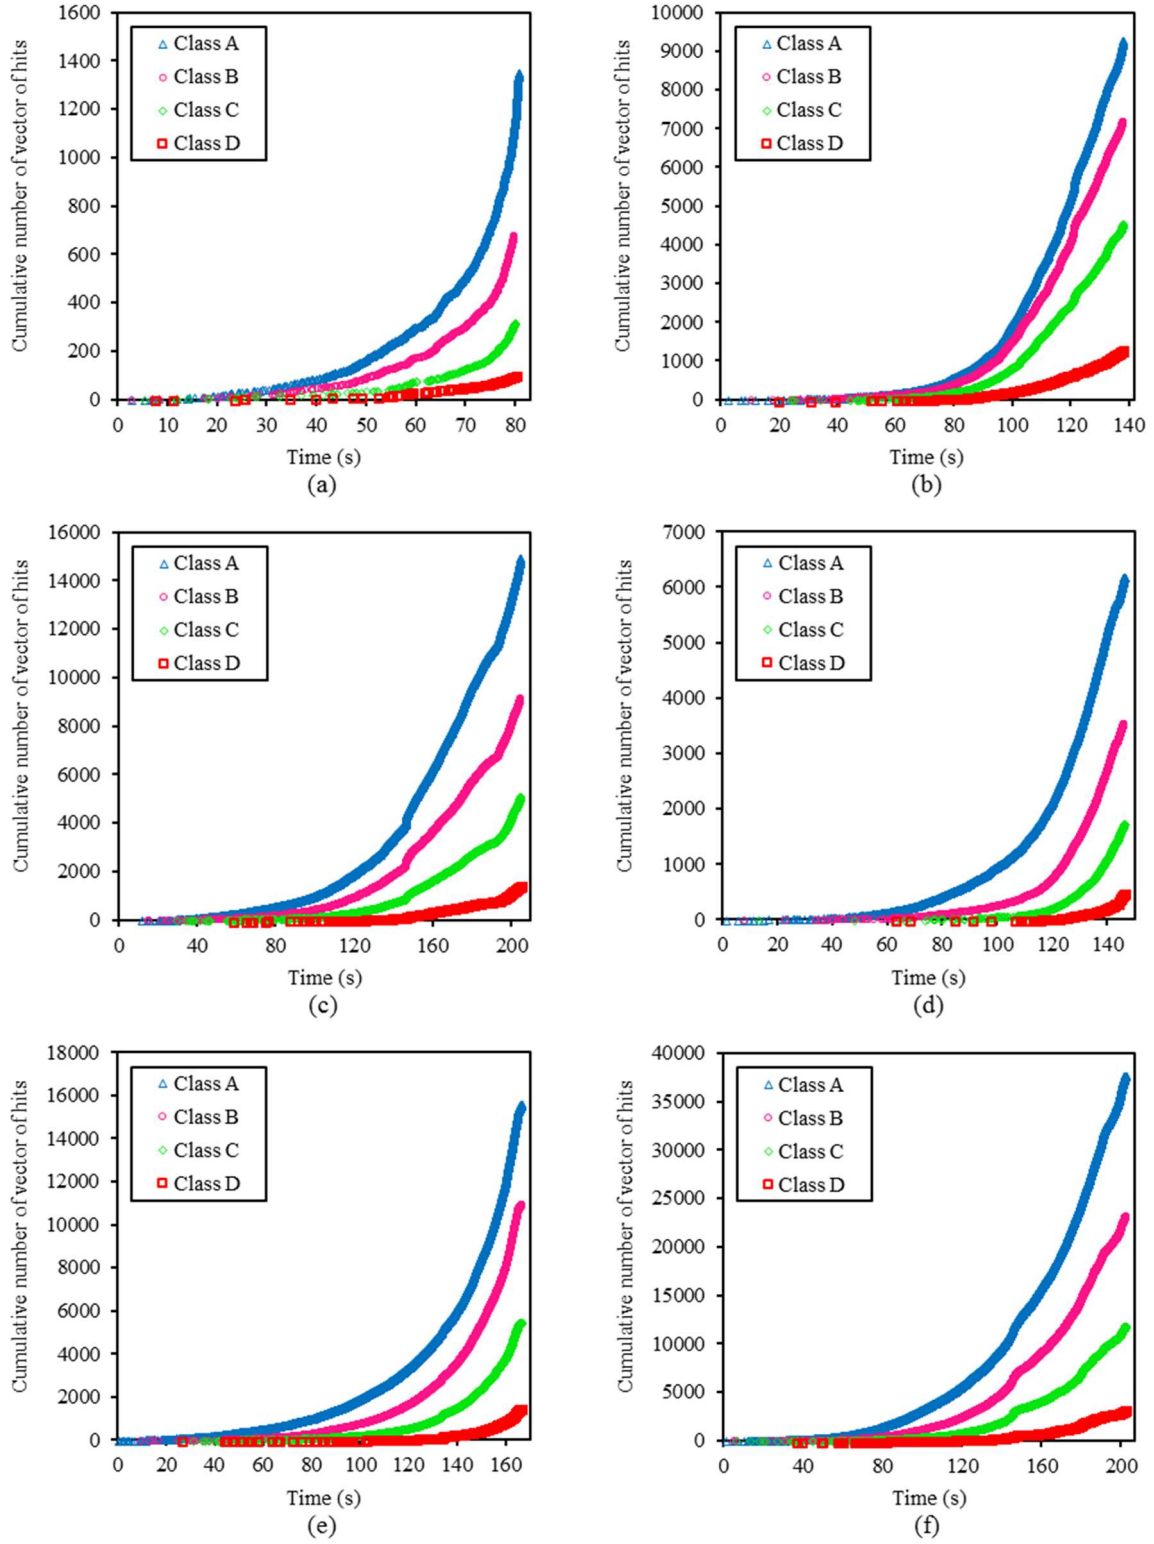 Cumulative number of vector of hits
1600
1400
1200
1000
800
600
400
200
0
Class A
Class B
Class C
Class D
0 10 20 30 40 50 60 70 80
Time (s)
(a)
Cumulative number of vector of hits
10000
9000
8000
7000
6000
5000
4000
3000
2000
1000
0
Class A
Class B
Class C
Class D
0 20 40 60 80 100 120 140
Time (s)
(b)
Cumulative number of vector of hits
16000
14000
12000
10000
8000
6000
4000
2000
0
Class A
Class B
Class C
Class D
0 40 80 120 160 200
Time (s)
(c)
Cumulative number of vector of hits
7000
6000
5000
4000
3000
2000
1000
0
Class A
Class B
Class C
Class D
0 20 40 60 80 100 120 140
Time (s)
(d)
Cumulative number of vector of hits
18000
16000
14000
12000
10000
8000
6000
4000
2000
0
Class A
Class B
Class C
Class D
0 20 40 60 80 100 120 140 160
Time (s)
(e)
Cumulative number of vector of hits
40000
35000
30000
25000
20000
15000
10000
5000
0
Class A
Class B
Class C
Class D
0 40 80 120 160 200
Time (s)
(f)